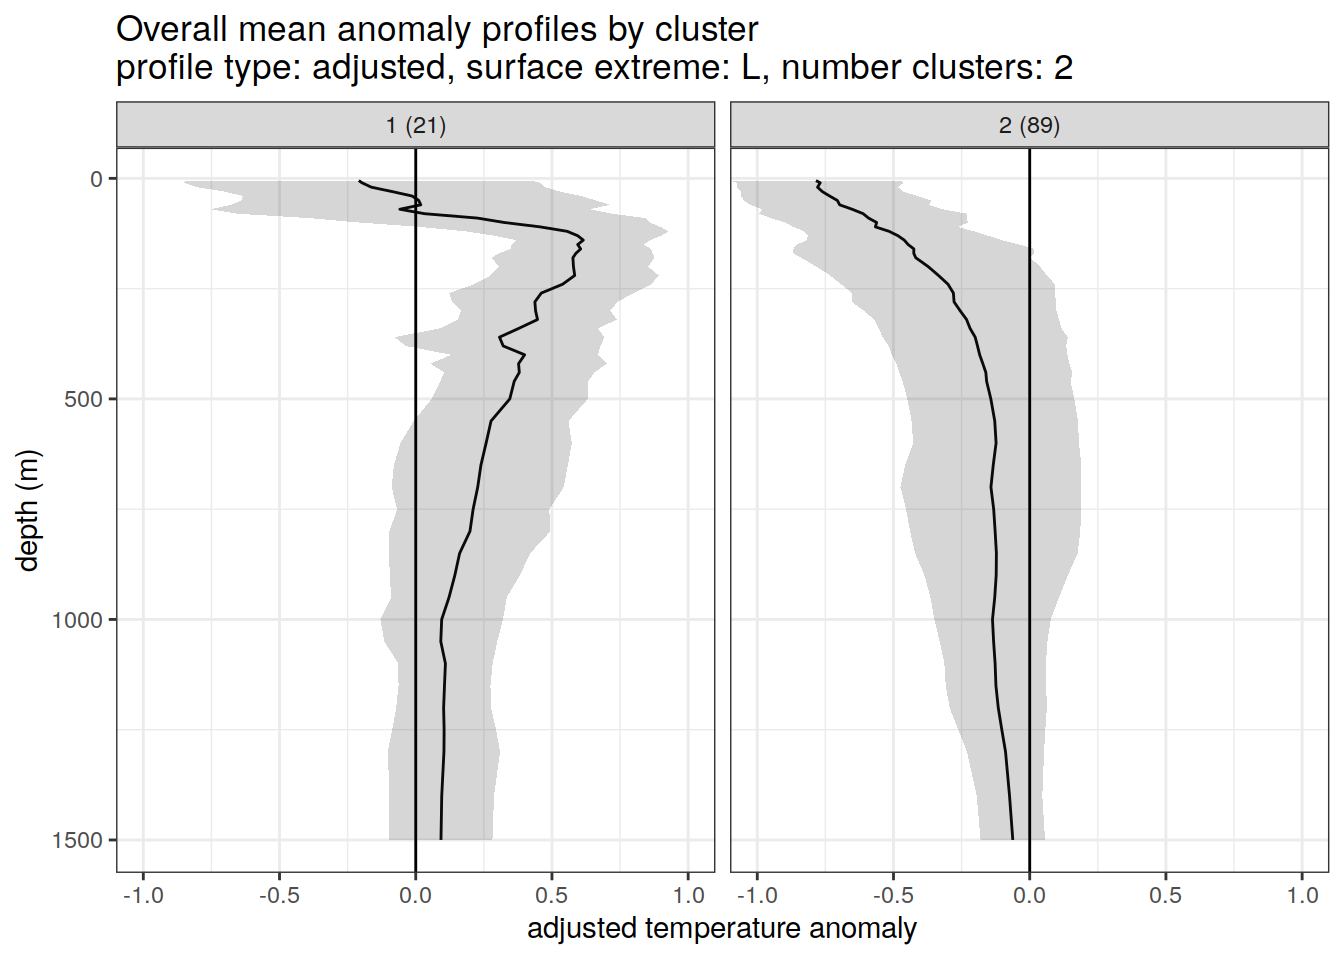 Overall mean anomaly profiles by cluster
profile type: adjusted, surface extreme: L, number clusters: 2
1 (21)
2 (89)
0
500
1000
1500
depth (m)
-1.0 -0.5 0.0 0.5 1.0
-1.0 -0.5 0.0 0.5 1.0
adjusted temperature anomaly